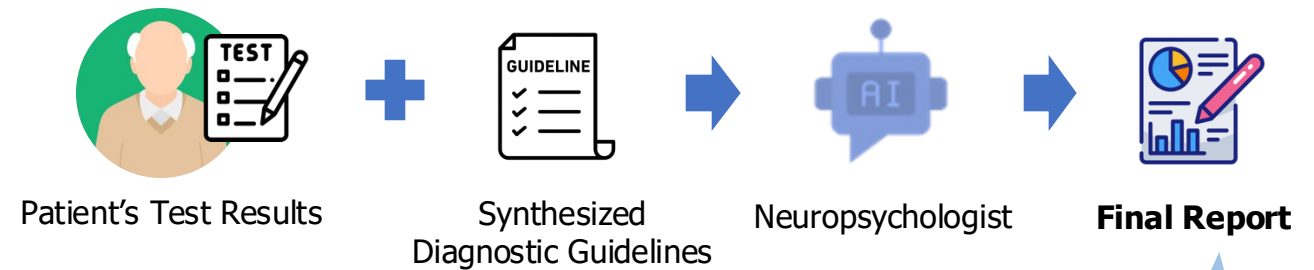 TEST
GUIDELINE
AI
Patient's Test Results
Synthesized
Diagnostic Guidelines
Neuropsychologist
Final Report